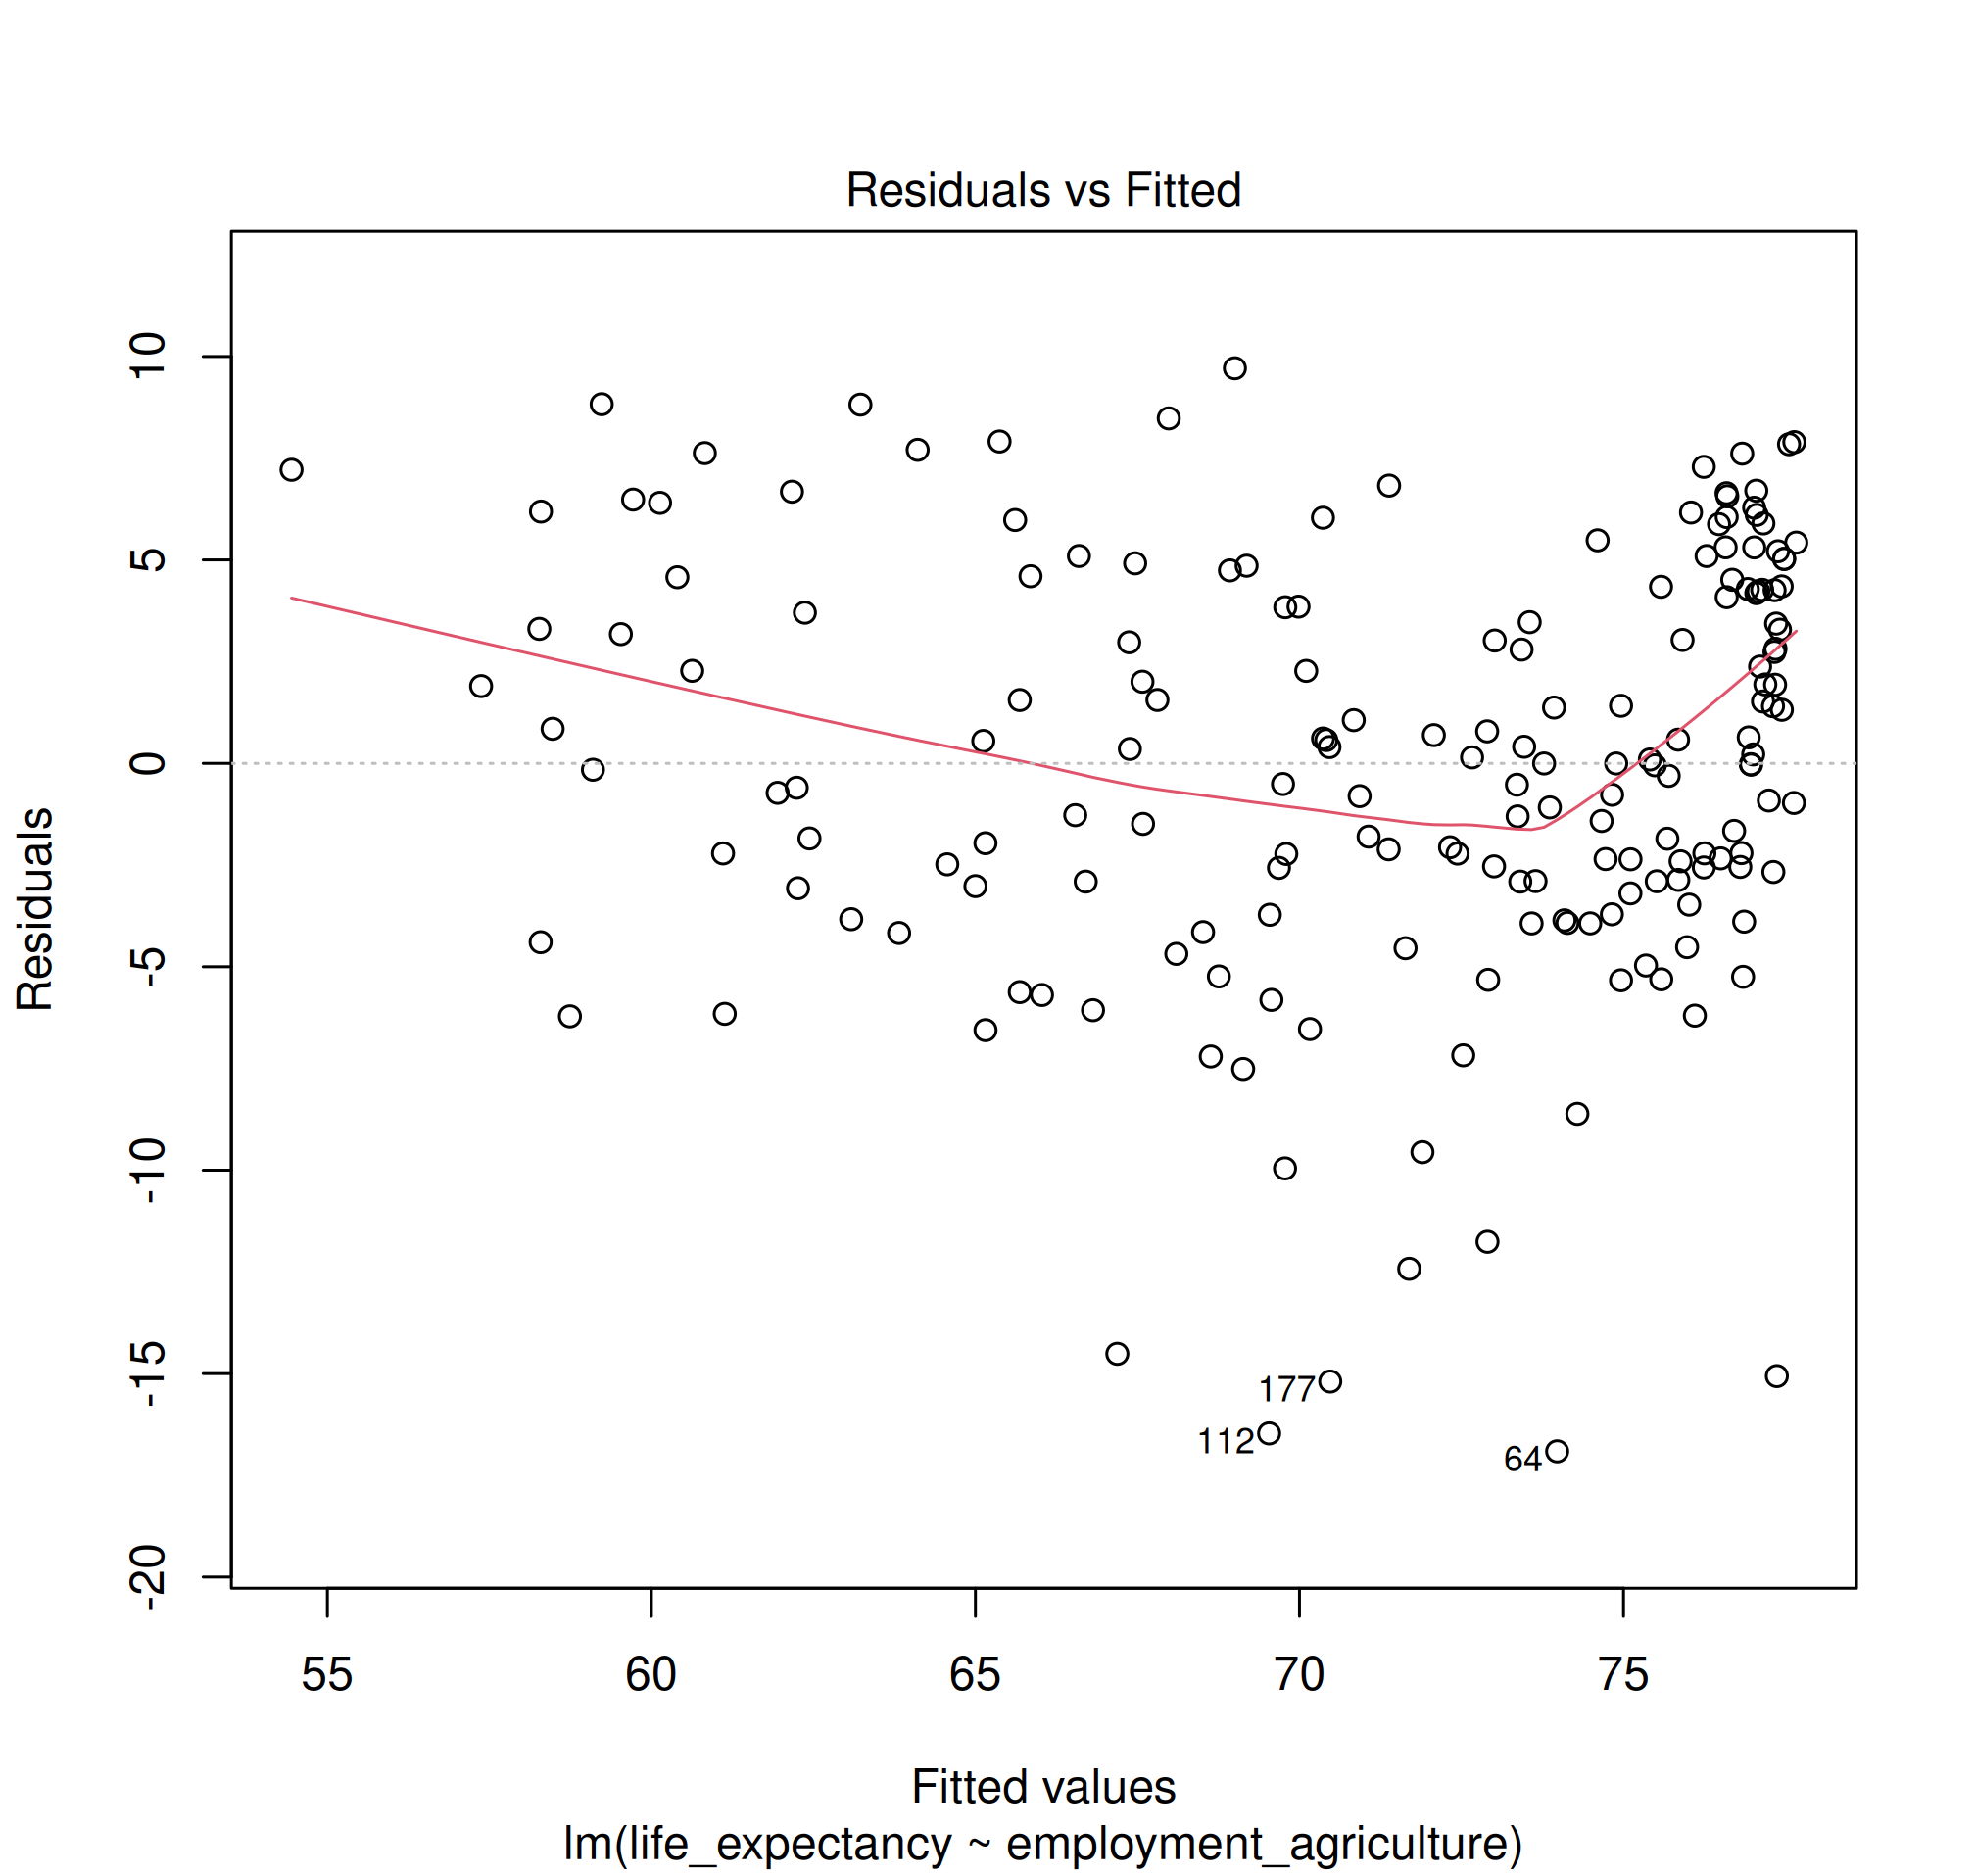 Residuals vs Fitted
10
5
0
-5
-10
-15
-20
Residuals
177
112
64
55 60 65 70 75
Fitted values
lm(life_expectancy ~ employment_agriculture)